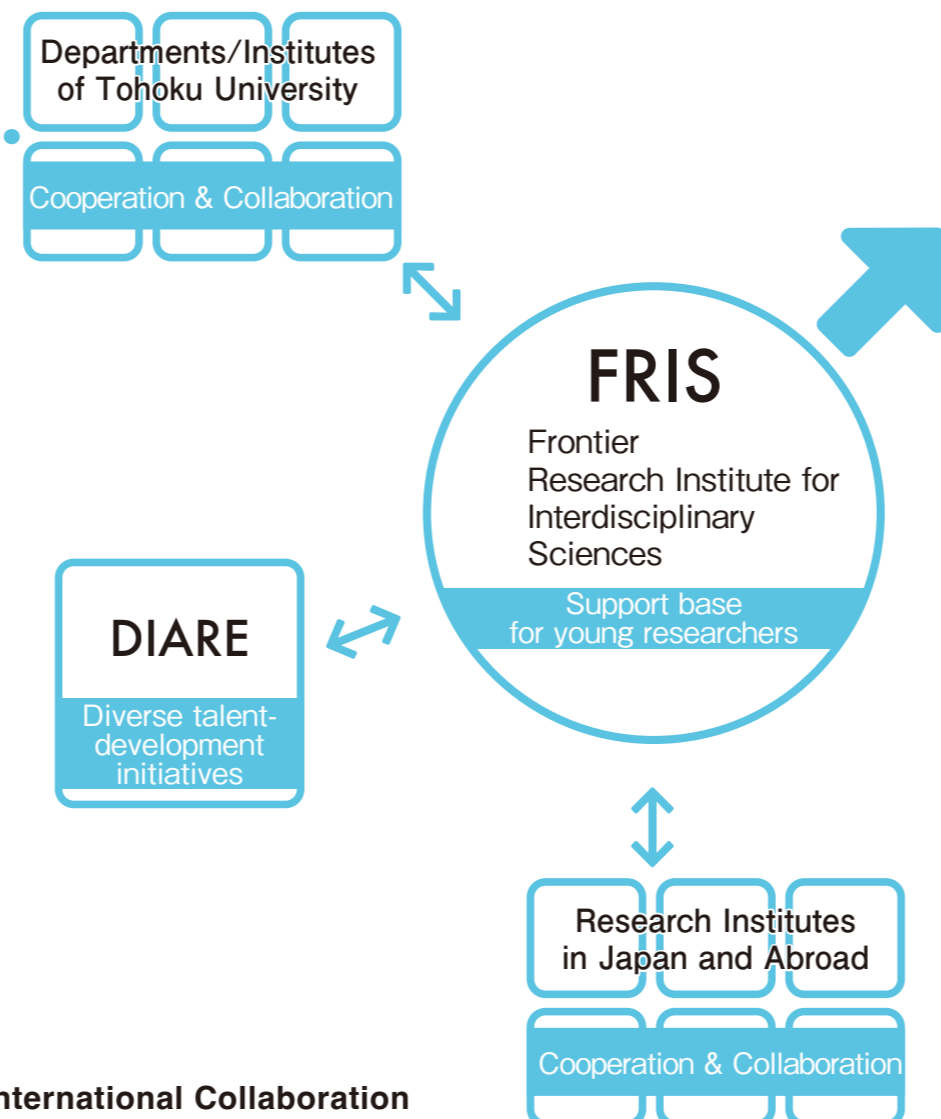 Departments/Institutes
of Tohoku University
Cooperation & Collaboration
FRIS
Frontier
Research Institute for
Interdisciplinary
Sciences
Support base
for young researchers
DIARE
Diverse talent-
development
initiatives
Research Institutes
in Japan and Abroad
Cooperation & Collaboration
nternational Collaboration